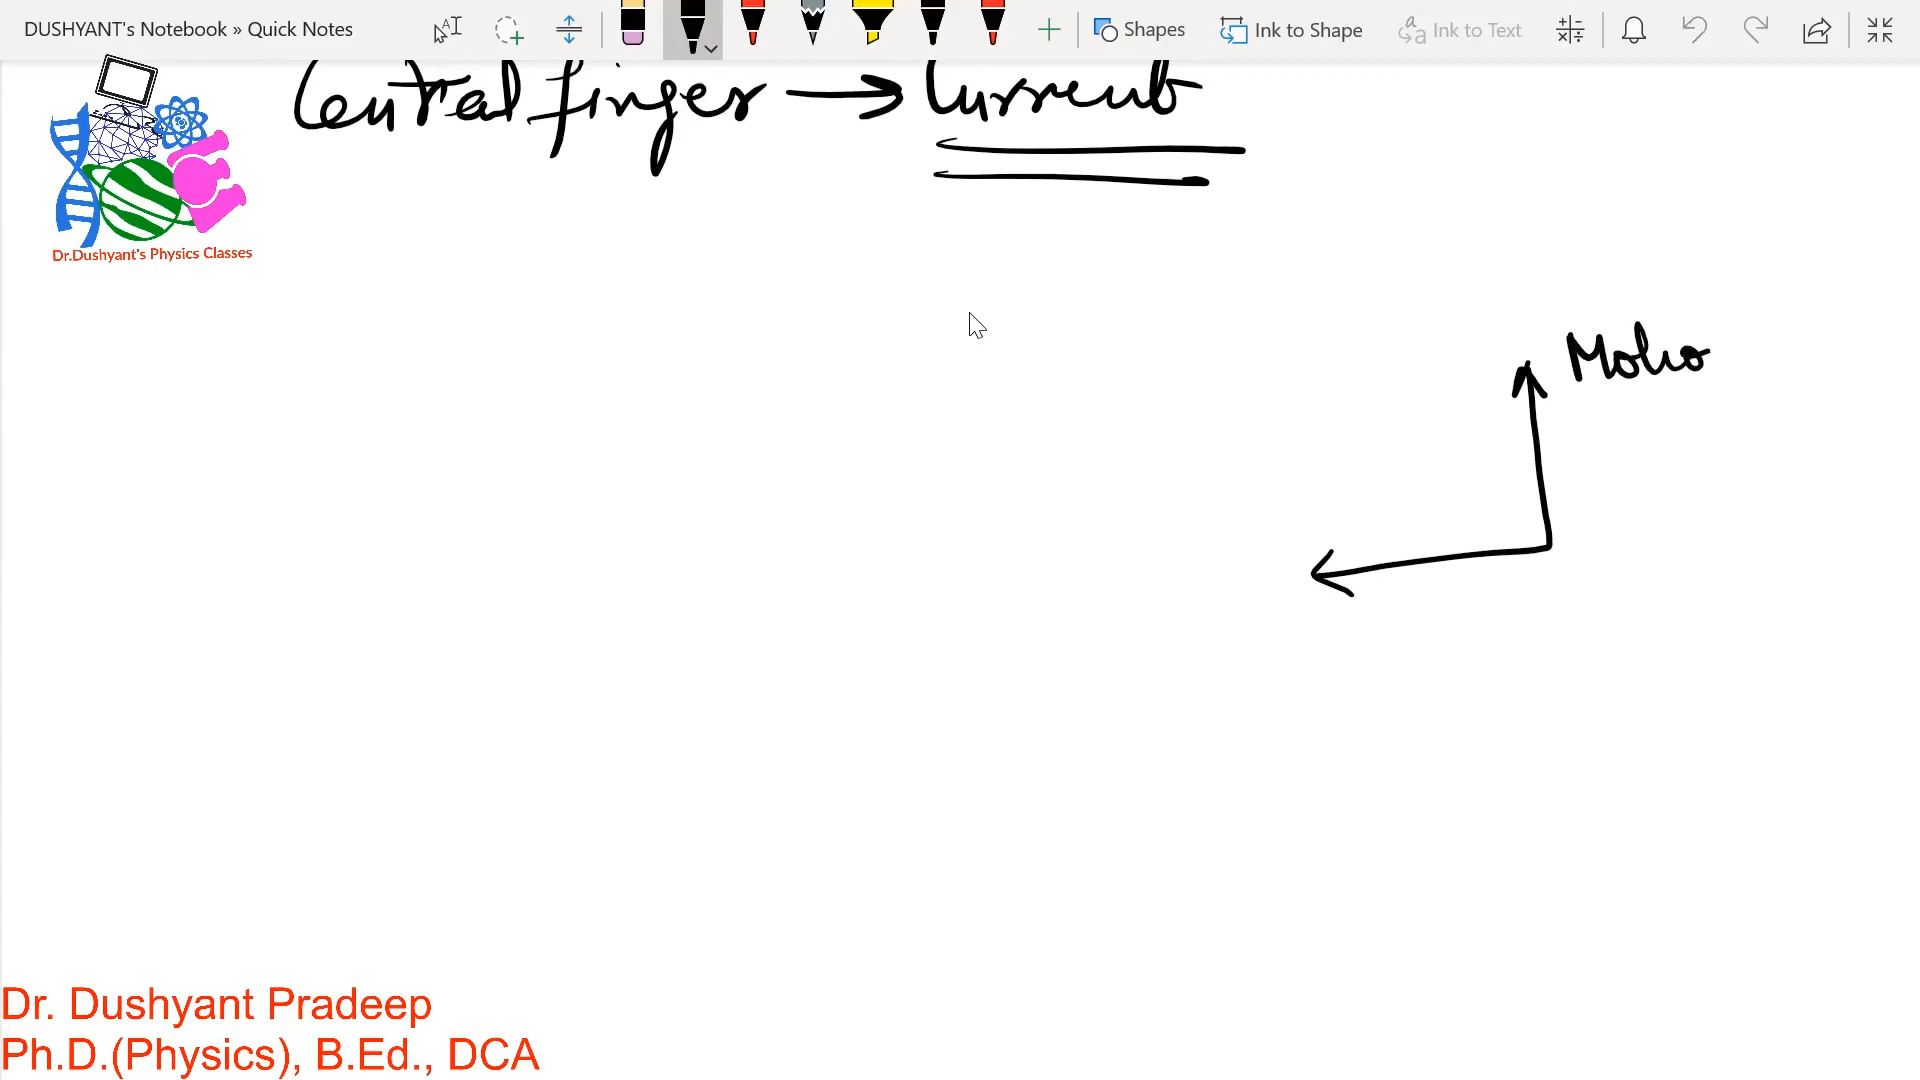 DUSHYANT's Notebook » Quick Notes
Shapes
Ink to Shape
Ink to Text
Central finger → Current
Dr.Dushyant's Physics Classes
Motio
Dr. Dushyant Pradeep
Ph.D.(Physics), B.Ed., DCA